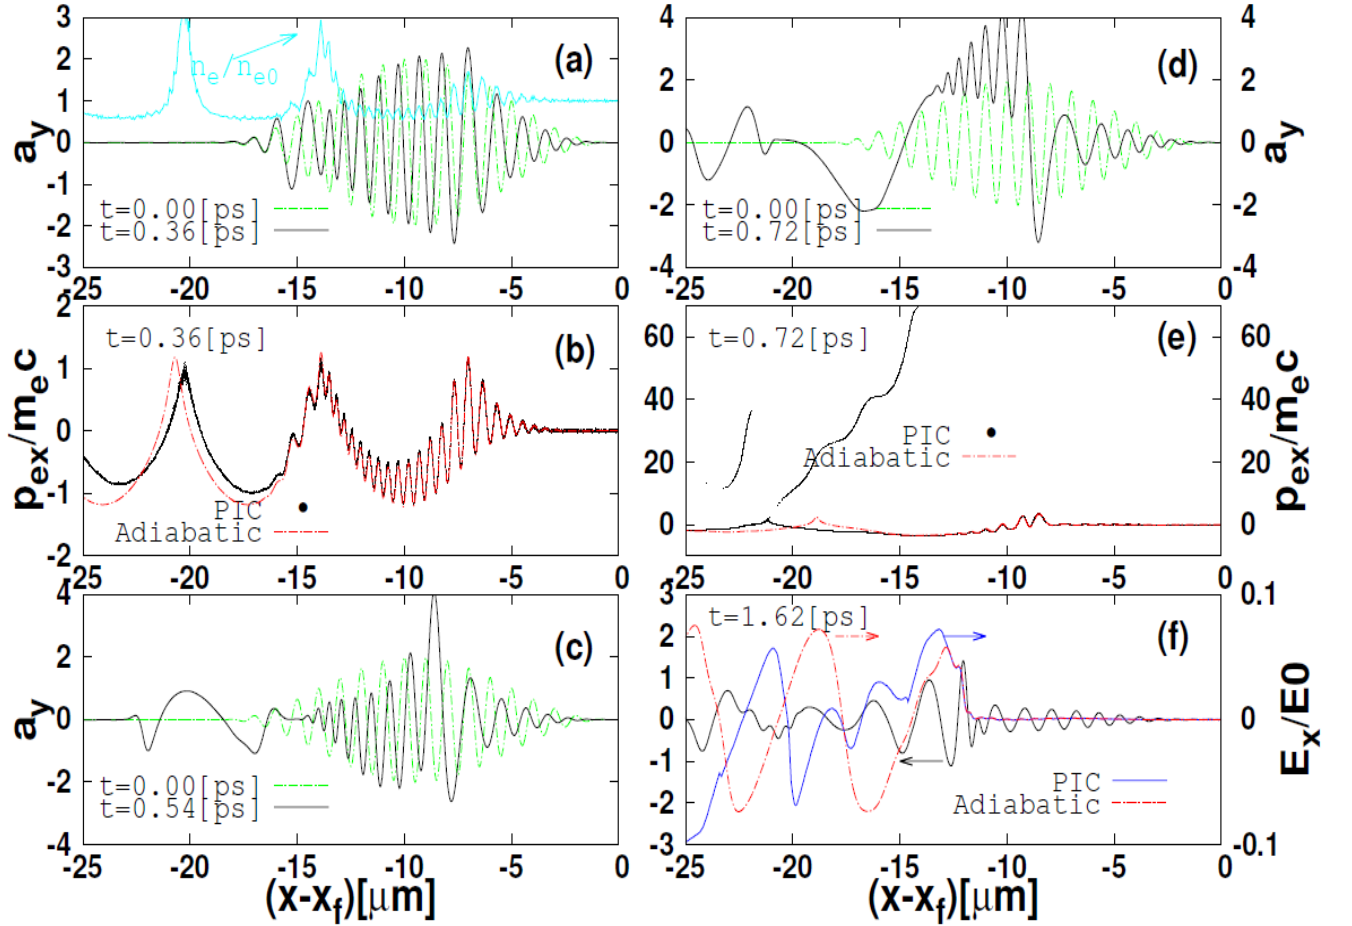 3
2
1
0
-1
-2
-3
a_y
n_e/n_e0
(a)
t=0.00[ps]
t=0.36[ps]
-25 -20 -15 -10 -5 0
4
2
0
-2
-4
(d)
4
2
0
-2
-4
a_y
t=0.00[ps]
t=0.72[ps]
-25 -20 -15 -10 -5 0
2
1
0
-1
-2
p_ex/m_ec
t=0.36[ps]
(b)
PIC
Adiabatic
-25 -20 -15 -10 -5 0
60
40
20
0
t=0.72[ps]
(e)
60
40
20
0
p_ex/m_ec
PIC
Adiabatic
-25 -20 -15 -10 -5 0
4
2
0
-2
-4
a_y
(c)
t=0.00[ps]
t=0.54[ps]
-25 -20 -15 -10 -5 0
(x-x_f)[μm]
3
2
1
0
-1
-2
-3
t=1.62[ps]
(f)
0.1
0
-0.1
E_x/E0
PIC
Adiabatic
-25 -20 -15 -10 -5 0
(x-x_f)[μm]